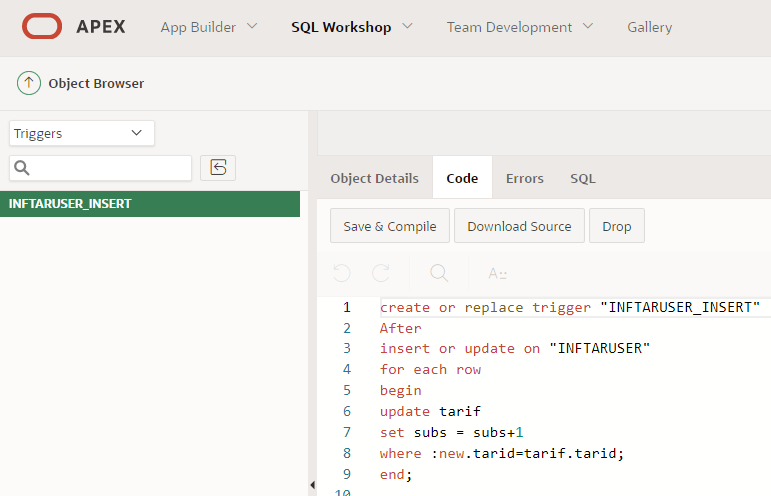 APEX App Builder SQL Workshop Team Development Gallery
Object Browser
Triggers
INFTARUSER_INSERT
Object Details Code Errors SQL
Save & Compile Download Source Drop
1 create or replace trigger "INFTARUSER_INSERT"
2 After
3 insert or update on "INFTARUSER"
4 for each row
5 begin
6 update tarif
7 set subs = subs+1
8 where :new.tarid=tarif.tarid;
9 end;
10